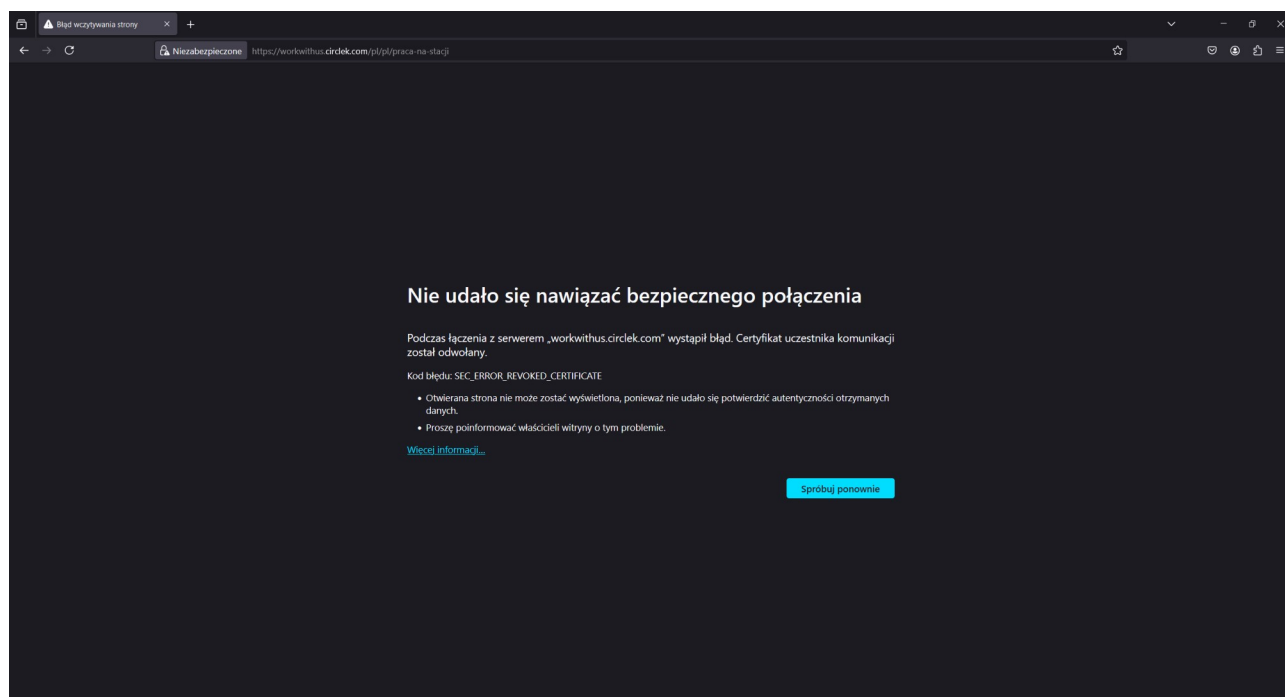 Błąd wczytywania strony
Niezabezpieczone https://workwithus.circlek.com/pl/pl/praca-na-stacji
Nie udało się nawiązać bezpiecznego połączenia
Podczas łączenia z serwerem „workwithus.circlek.com” wystąpił błąd. Certyfikat uczestnika komunikacji
został odwołany.
Kod błędu: SEC_ERROR_REVOKED_CERTIFICATE
• Otwierana strona nie może zostać wyświetlona, ponieważ nie udało się potwierdzić autentyczności otrzymanych
danych.
• Proszę poinformować właścicieli witryny o tym problemie.
Więcej informacji...
Spróbuj ponownie